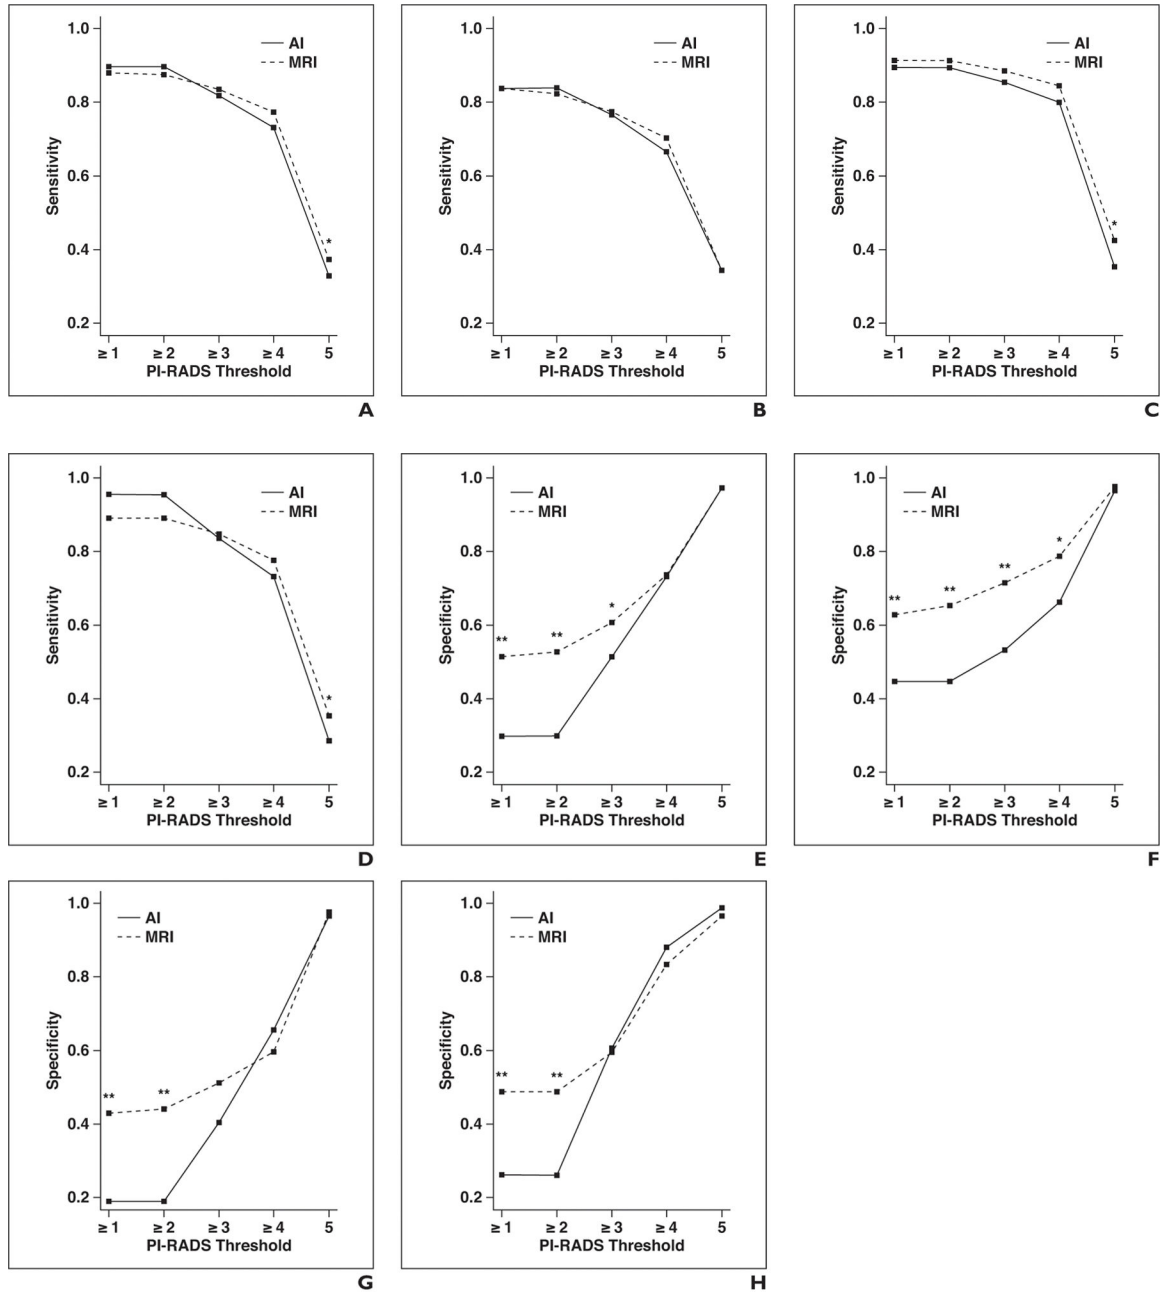 1.0
0.8
0.6
0.4
0.2
Sensitivity
AI
MRI
*
≥ 1 ≥ 2 ≥ 3 ≥ 4 5
PI-RADS Threshold
A
1.0
0.8
0.6
0.4
0.2
Sensitivity
AI
MRI
≥ 1 ≥ 2 ≥ 3 ≥ 4 5
PI-RADS Threshold
B
1.0
0.8
0.6
0.4
0.2
Sensitivity
AI
MRI
*
≥ 1 ≥ 2 ≥ 3 ≥ 4 5
PI-RADS Threshold
C
1.0
0.8
0.6
0.4
0.2
Sensitivity
AI
MRI
*
≥ 1 ≥ 2 ≥ 3 ≥ 4 5
PI-RADS Threshold
D
1.0
0.8
0.6
0.4
0.2
Specificity
AI
MRI
** ** *
≥ 1 ≥ 2 ≥ 3 ≥ 4 5
PI-RADS Threshold
E
1.0
0.8
0.6
0.4
0.2
Specificity
AI
MRI
** ** ** *
≥ 1 ≥ 2 ≥ 3 ≥ 4 5
PI-RADS Threshold
F
1.0
0.8
0.6
0.4
0.2
Specificity
AI
MRI
** **
≥ 1 ≥ 2 ≥ 3 ≥ 4 5
PI-RADS Threshold
G
1.0
0.8
0.6
0.4
0.2
Specificity
AI
MRI
** **
≥ 1 ≥ 2 ≥ 3 ≥ 4 5
PI-RADS Threshold
H